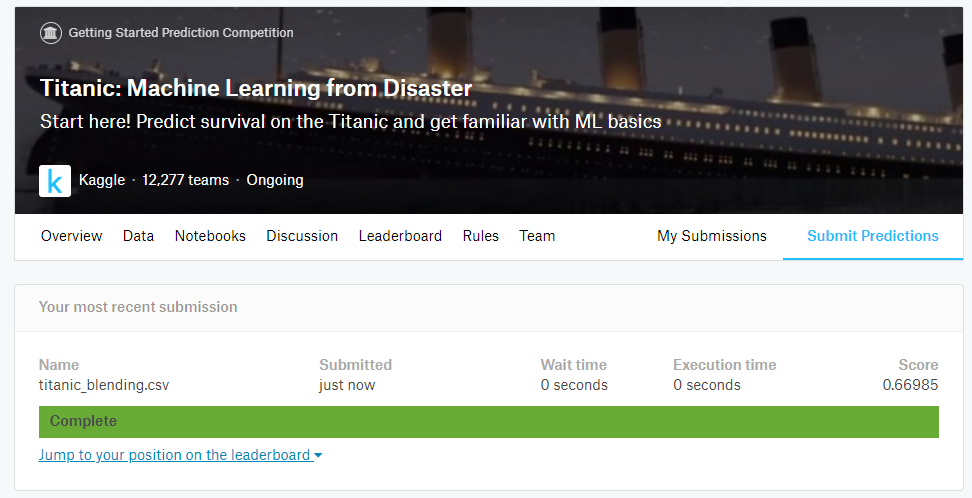 Getting Started Prediction Competition
Titanic: Machine Learning from Disaster
Start here! Predict survival on the Titanic and get familiar with ML basics
k Kaggle · 12,277 teams · Ongoing
Overview Data Notebooks Discussion Leaderboard Rules Team My Submissions Submit Predictions
Your most recent submission
Name Submitted Wait time Execution time Score
titanic_blending.csv just now 0 seconds 0 seconds 0.66985
Complete
Jump to your position on the leaderboard